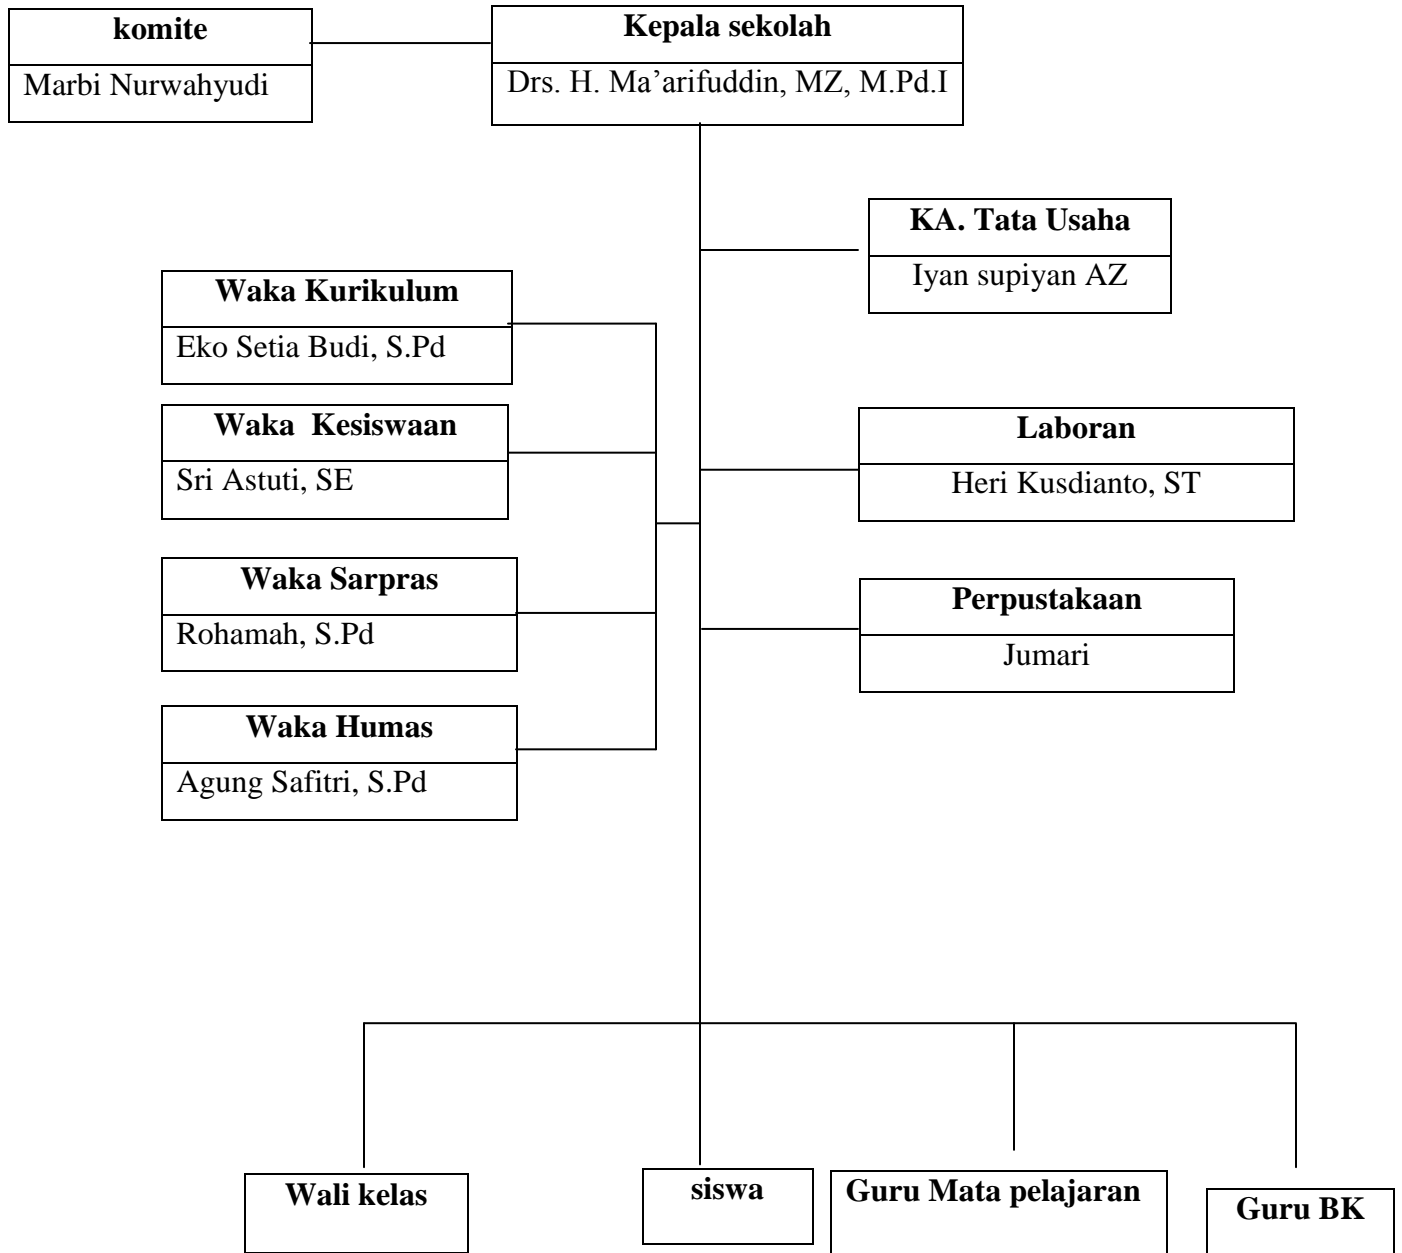 komite
Marbi Nurwahyudi
Kepala sekolah
Drs. H. Ma’arifuddin, MZ, M.Pd.I
KA. Tata Usaha
Iyan supiyan AZ
Waka Kurikulum
Eko Setia Budi, S.Pd
Waka  Kesiswaan
Sri Astuti, SE
Laboran
Heri Kusdianto, ST
Waka Sarpras
Rohamah, S.Pd
Perpustakaan
Jumari
Waka Humas
Agung Safitri, S.Pd
Wali kelas
siswa
Guru Mata pelajaran
Guru BK